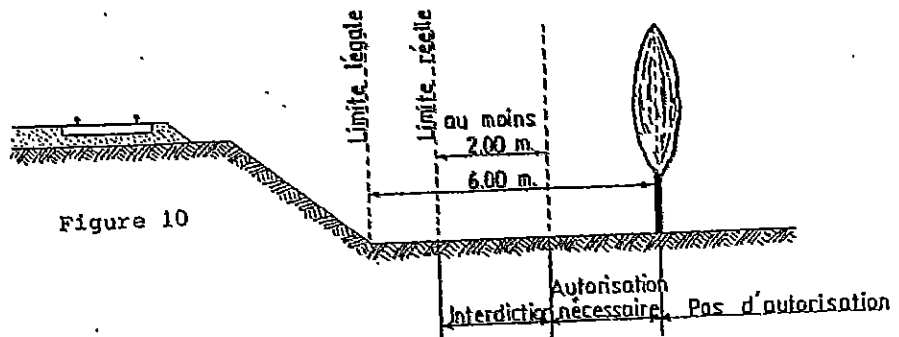 Limite légale
Limite réelle
au moins
2.00 m.
6.00 m.
Figure 10
Interdiction
Autorisation
nécessaire
Pas d'autorisation